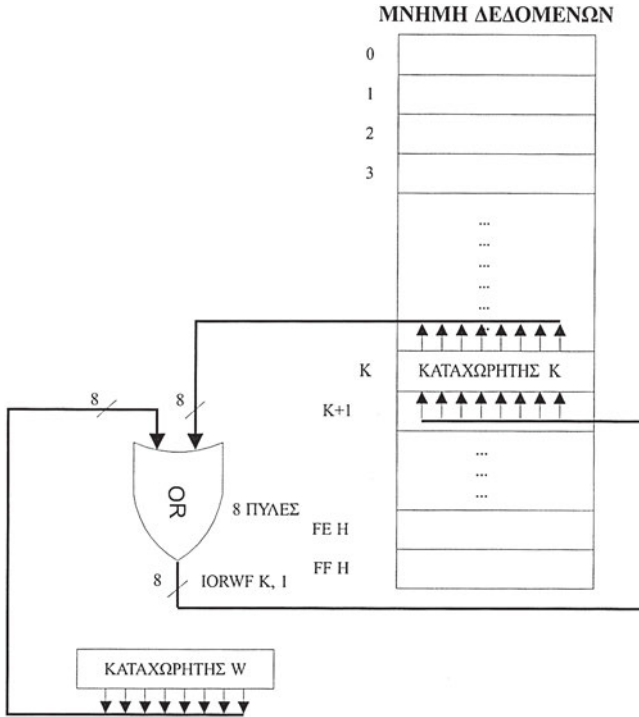 ΜΝΗΜΗ ΔΕΔΟΜΕΝΩΝ
0
1
2
3
...
...
...
...
...
...
K ΚΑΤΑΧΩΡΗΤΗΣ K
K+1
8 8
OR
8 ΠΥΛΕΣ
...
...
...
FE H
FF H
8 IORWF K, 1
ΚΑΤΑΧΩΡΗΤΗΣ W